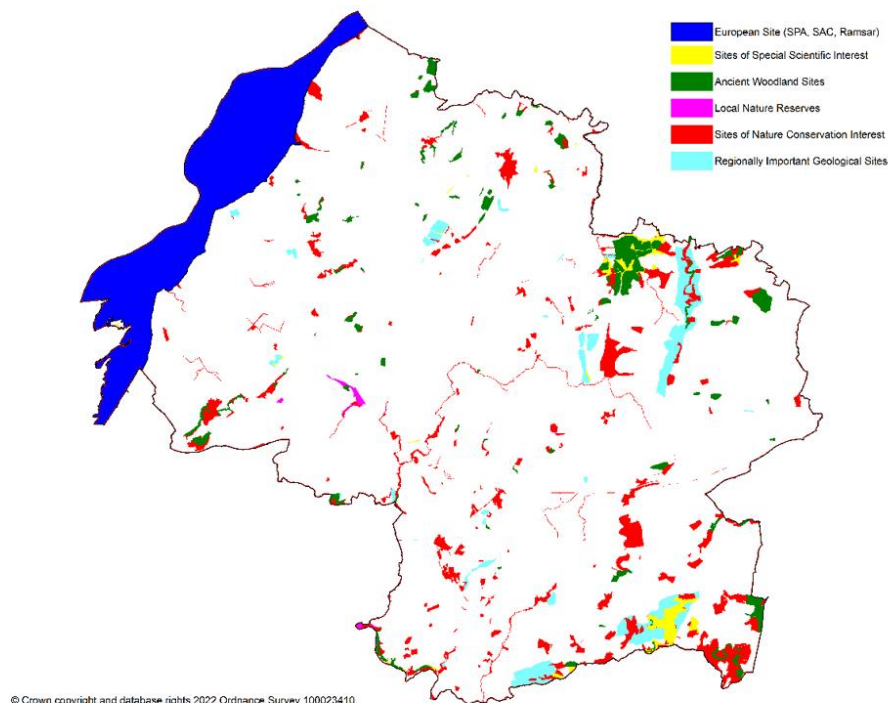 European Site (SPA, SAC, Ramsar)
Sites of Special Scientific Interest
Ancient Woodland Sites
Local Nature Reserves
Sites of Nature Conservation Interest
Regionally Important Geological Sites
© Crown copyright and database rights 2022 Ordnance Survey 100023410